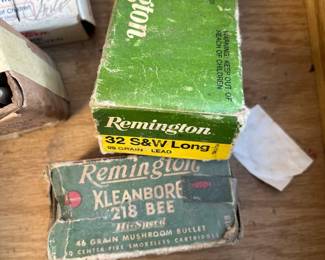 WARNING: KEEP OUT OF
REACH OF CHILDREN
Remington
32 S&W Long
98 GRAIN - LEAD
Remington
KLEANBORE
218 BEE
Hi-Speed
46 GRAIN MUSHROOM BULLET
50 CENTER FIRE SMOKELESS CARTRIDGES